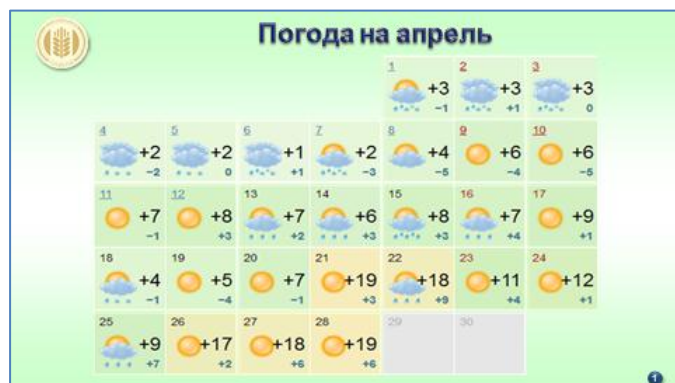 Погода на апрель
1 2 3
+3 +3 +3
−1 +1 0
4 5 6 7 8 9 10
+2 +2 +1 +2 +4 +6 +6
−2 0 +1 −3 −5 −4 −5
11 12 13 14 15 16 17
+7 +8 +7 +6 +8 +7 +9
−1 +3 +2 +3 +3 +4 +1
18 19 20 21 22 23 24
+4 +5 +7 +19 +18 +11 +12
−1 −4 −1 +3 +9 +4 +1
25 26 27 28 29 30
+9 +17 +18 +19
+7 +2 +6 +6
1